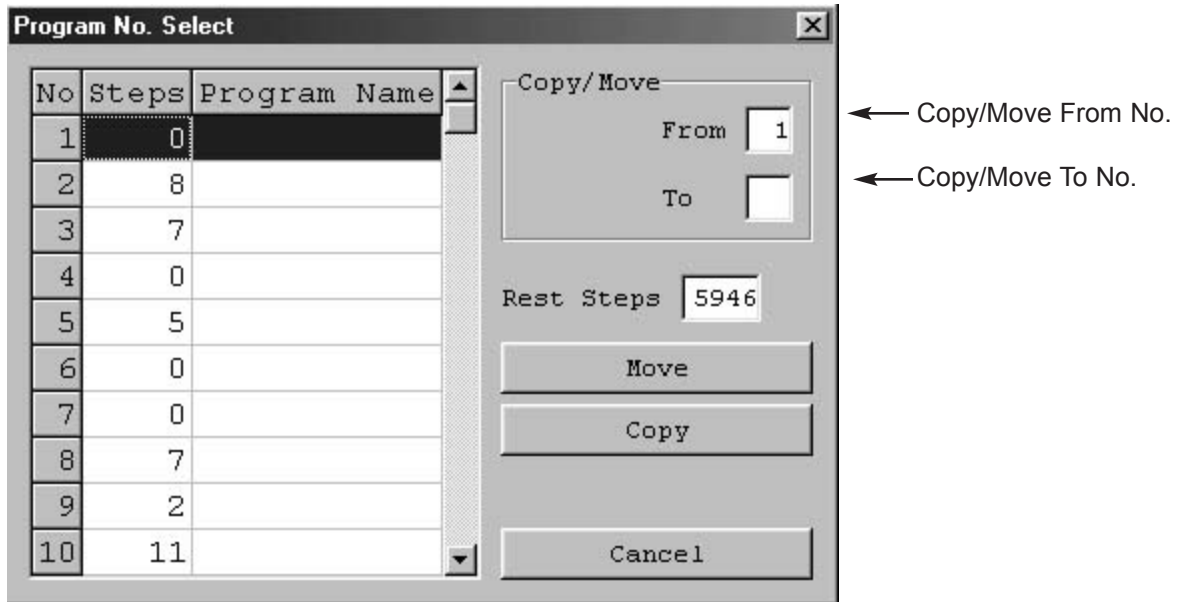 Program No. Select
No Steps Program Name
1 0
2 8
3 7
4 0
5 5
6 0
7 0
8 7
9 2
10 11
Copy/Move
From 1
To
Rest Steps 5946
Move
Copy
Cancel
Copy/Move From No.
Copy/Move To No.